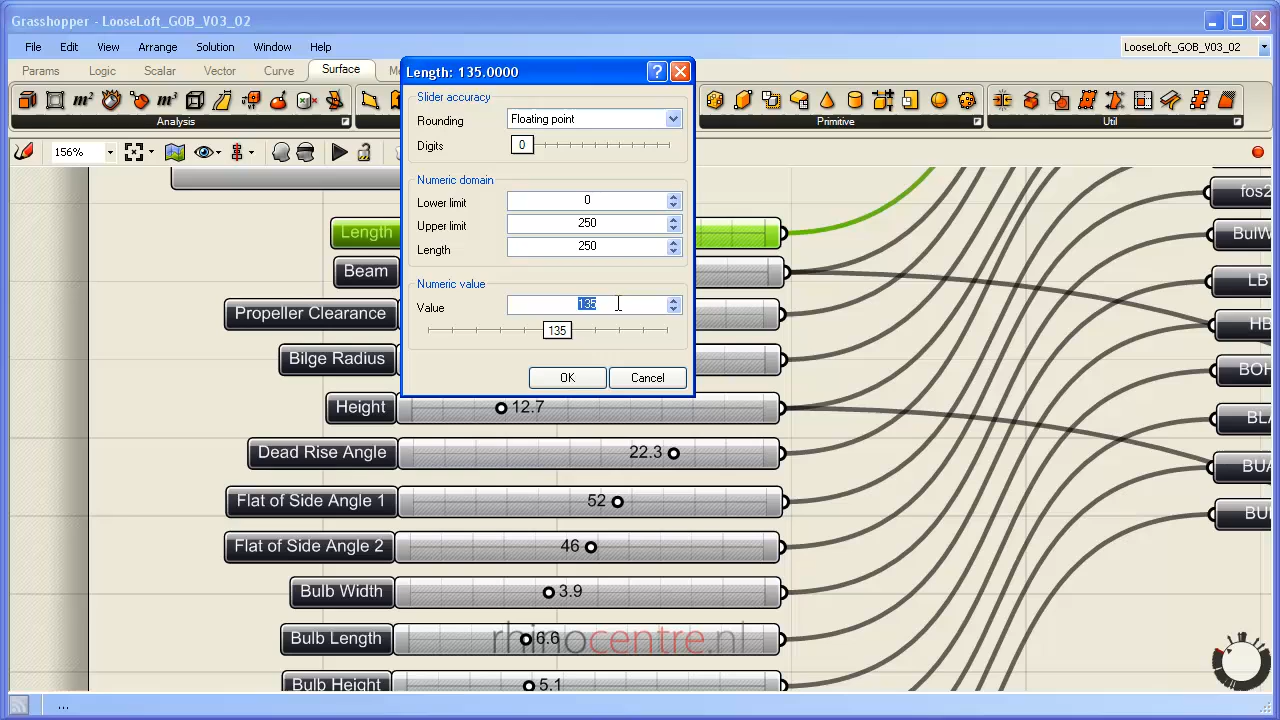 Grasshopper - LooseLoft_GOB_V03_02
File Edit View Arrange Solution Window Help
LooseLoft_GOB_V03_02
Params Logic Scalar Vector Curve Surface
Analysis Primitive Util
156%
Length: 135.0000
Slider accuracy
Rounding Floating point
Digits 0
Numeric domain
Lower limit 0
Upper limit 250
Length 250
Numeric value
Value 135
135
OK Cancel
Length
Beam
Propeller Clearance
Bilge Radius
Height 12.7
Dead Rise Angle 22.3
Flat of Side Angle 1 52
Flat of Side Angle 2 46
Bulb Width 3.9
Bulb Length 6.6
Bulb Height 5.1
fos2
BulW
LB
HB
BOH
BLA
BUA
BUI
rhinocentre.nl
...